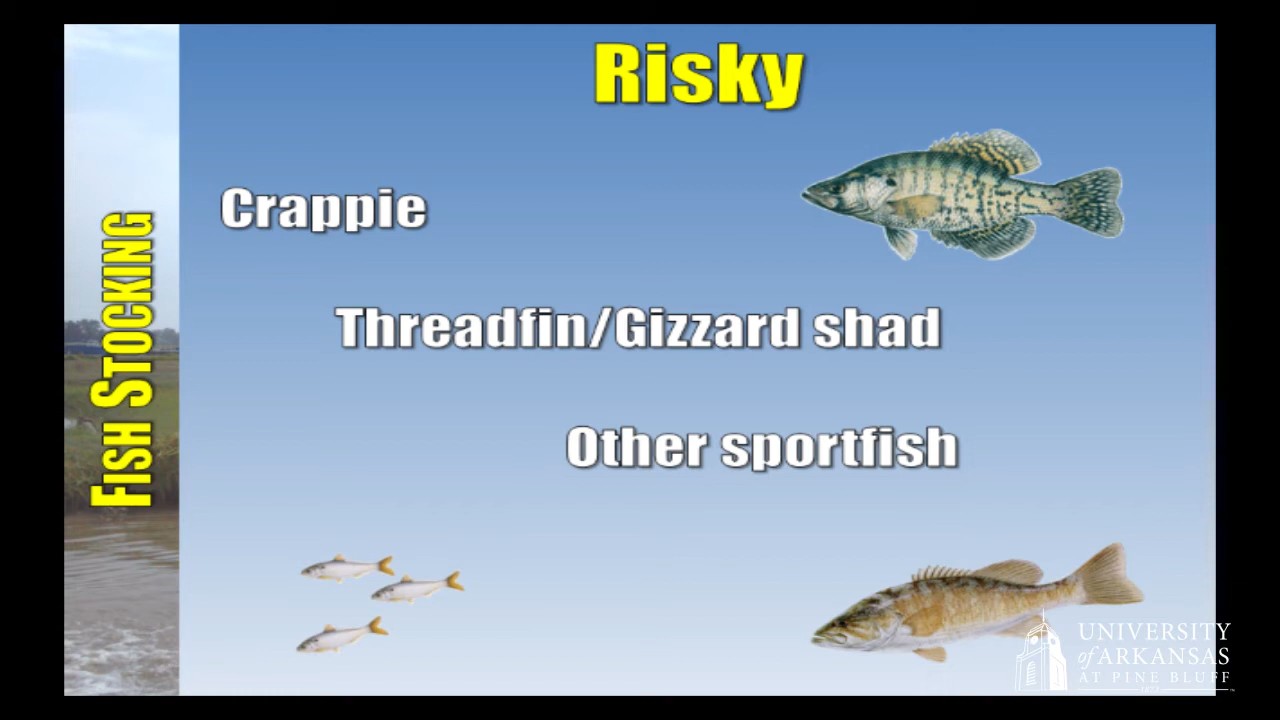 Risky
FISH STOCKING
Crappie
Threadfin/Gizzard shad
Other sportfish
UNIVERSITY
of ARKANSAS
AT PINE BLUFF